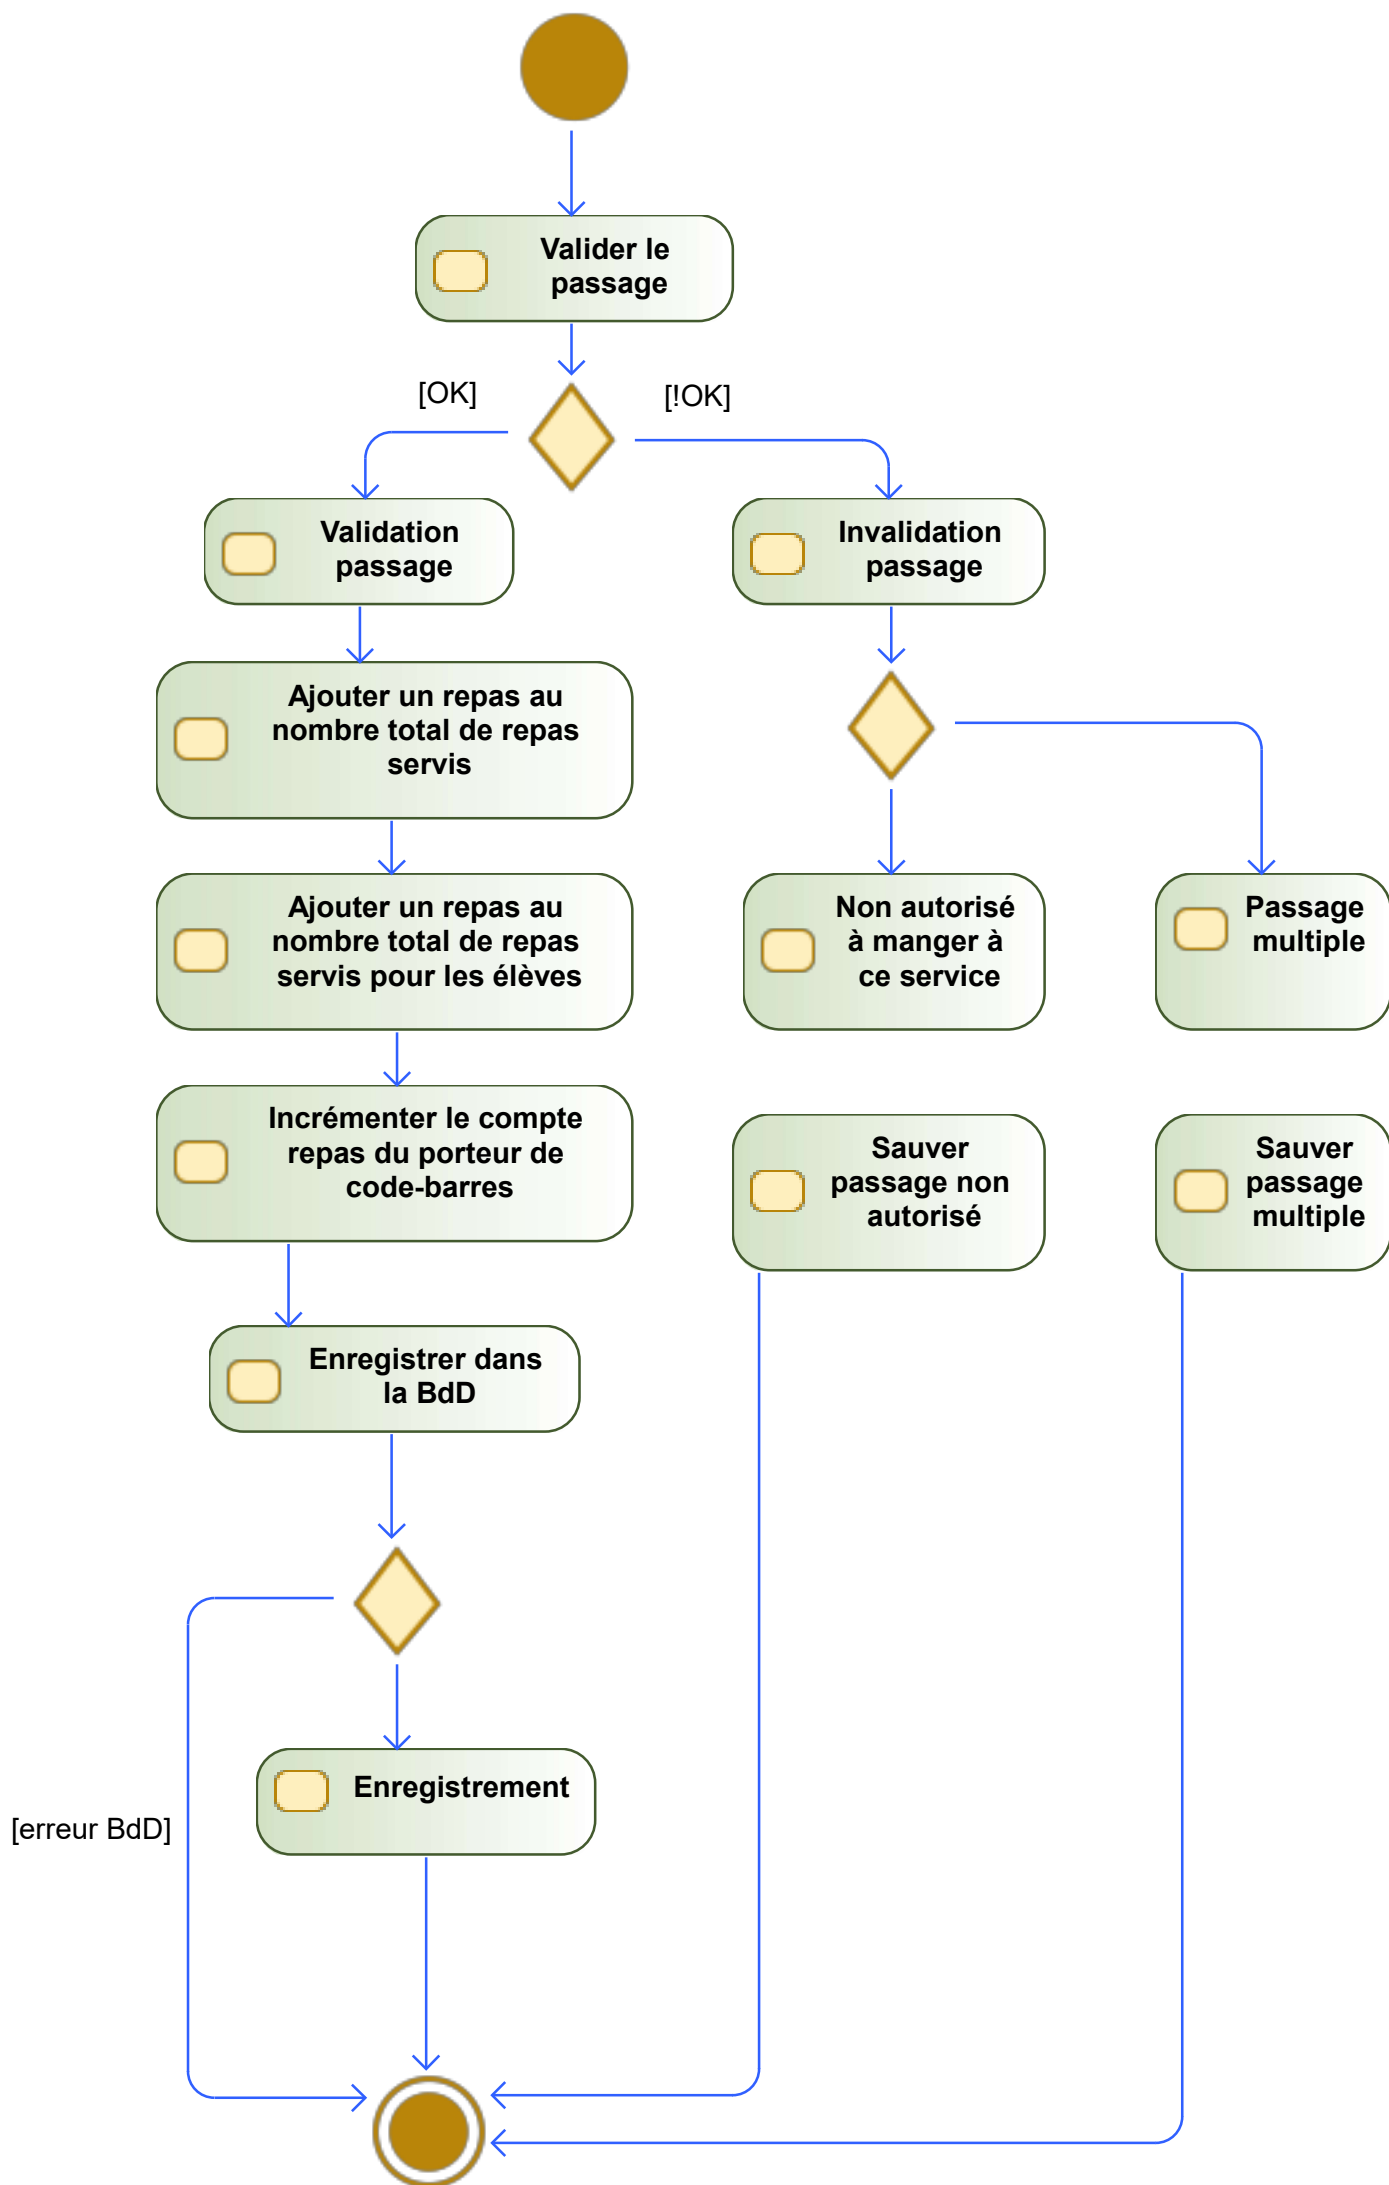 Valider le
passage
[OK]
[!OK]
Validation
passage
Invalidation
passage
Ajouter un repas au
nombre total de repas
servis
Ajouter un repas au
nombre total de repas
servis pour les élèves
Non autorisé
à manger à
ce service
Passage
multiple
Incrémenter le compte
repas du porteur de
code-barres
Sauver
passage non
autorisé
Sauver
passage
multiple
Enregistrer dans
la BdD
Enregistrement
[erreur BdD]